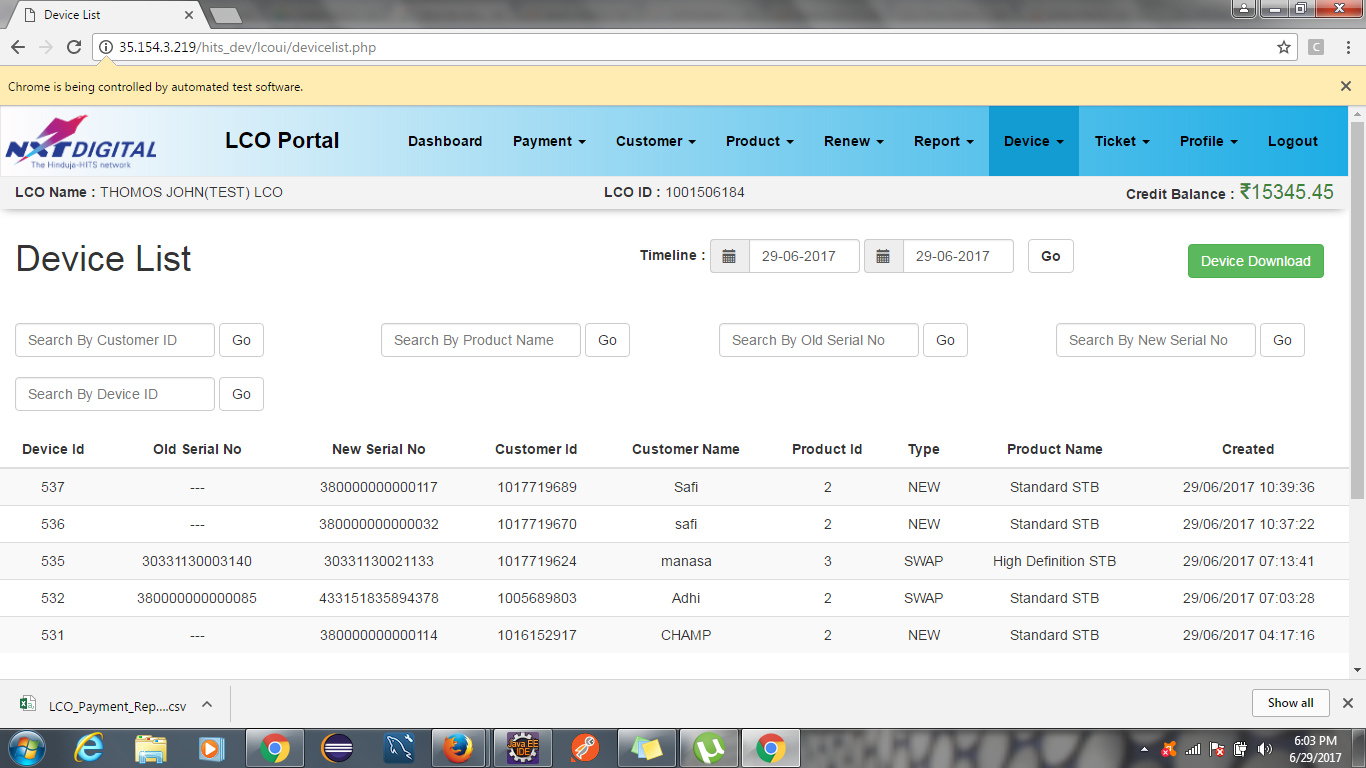 Device List
35.154.3.219/hits_dev/lcoui/devicelist.php
C
Chrome is being controlled by automated test software.
NXT DIGITAL
The Hinduja-HITS network
LCO Portal Dashboard Payment Customer Product Renew Report Device Ticket Profile Logout
LCO Name : THOMOS JOHN(TEST) LCO LCO ID : 1001506184 Credit Balance : ₹15345.45
Device List Timeline : 29-06-2017 29-06-2017 Go Device Download
Search By Customer ID Go Search By Product Name Go Search By Old Serial No Go Search By New Serial No Go
Search By Device ID Go
Device Id Old Serial No New Serial No Customer Id Customer Name Product Id Type Product Name Created
537 --- 380000000000117 1017719689 Safi 2 NEW Standard STB 29/06/2017 10:39:36
536 --- 380000000000032 1017719670 safi 2 NEW Standard STB 29/06/2017 10:37:22
535 30331130003140 30331130021133 1017719624 manasa 3 SWAP High Definition STB 29/06/2017 07:13:41
532 380000000000085 433151835894378 1005689803 Adhi 2 SWAP Standard STB 29/06/2017 07:03:28
531 --- 380000000000114 1016152917 CHAMP 2 NEW Standard STB 29/06/2017 04:17:16
LCO_Payment_Rep....csv Show all
Java EE
IDE
6:03 PM
6/29/2017